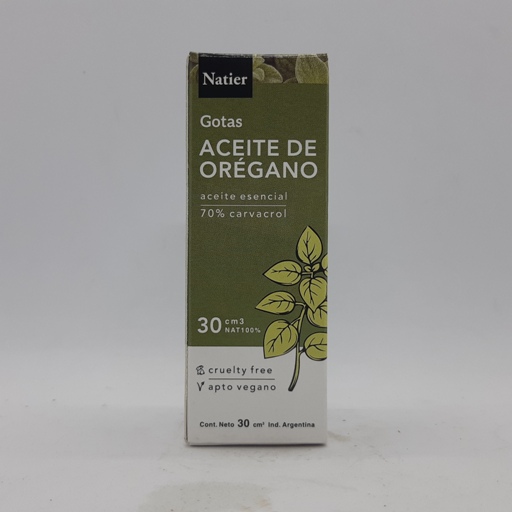 Natier
Gotas
ACEITE DE
ORÉGANO
aceite esencial
70% carvacrol
30 cm3
NAT100%
cruelty free
apto vegano
Cont. Neto 30 cm³ Ind. Argentina